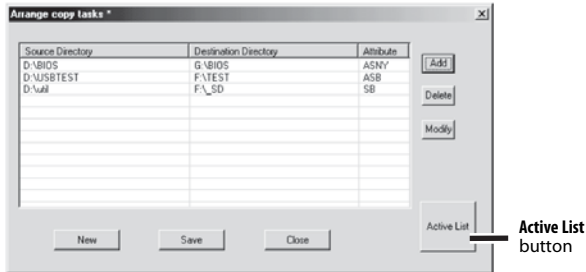 Arrange copy tasks *
Source Directory Destination Directory Attribute
D:\BIOS G:\BIOS ASNY
D:\USBTEST F:\TEST ASB
D:\util F:\_SD SB
Add
Delete
Modify
Active List
New Save Close
Active List
button